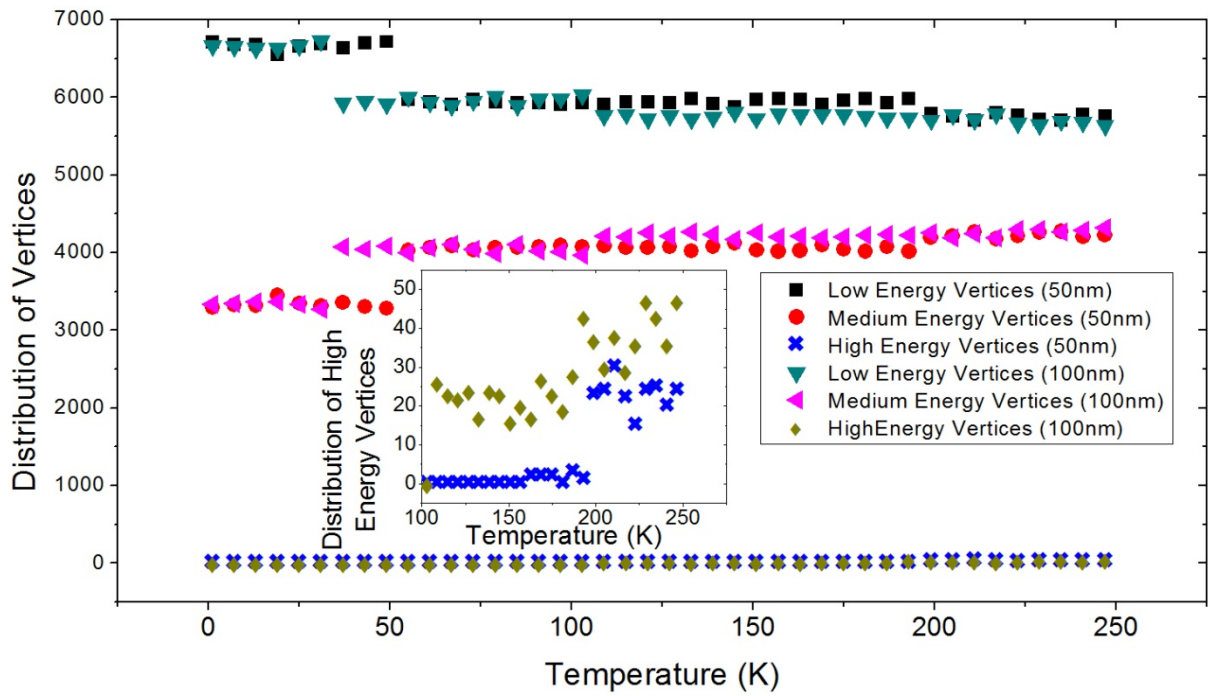 7000
6000
5000
4000
3000
2000
1000
0
Distribution of Vertices
0
50
100
150
200
250
Temperature (K)
Distribution of High
Energy Vertices
50
40
30
20
10
0
100
150
200
250
Temperature (K)
Low Energy Vertices (50nm)
Medium Energy Vertices (50nm)
High Energy Vertices (50nm)
Low Energy Vertices (100nm)
Medium Energy Vertices (100nm)
HighEnergy Vertices (100nm)